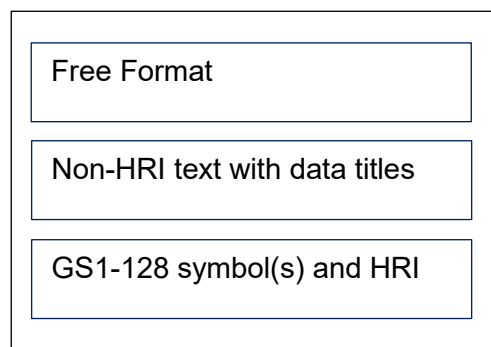 Free Format
Non-HRI text with data titles
GS1-128 symbol(s) and HRI